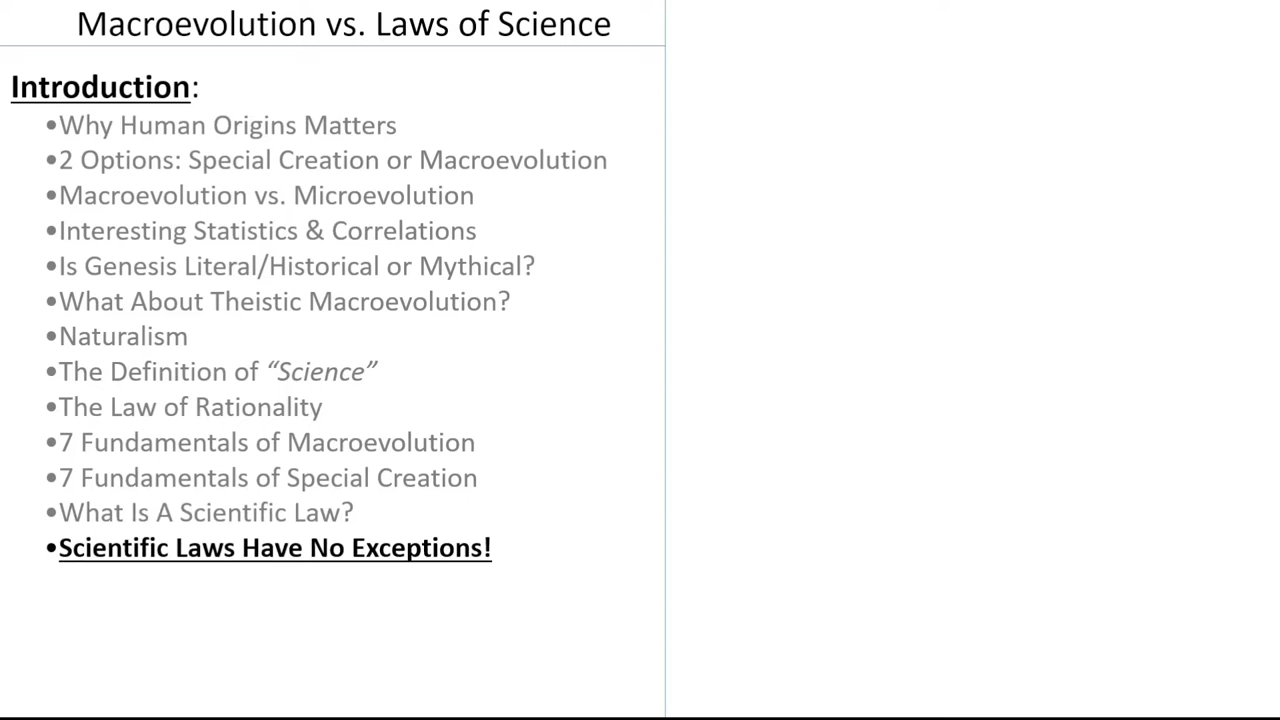 Macroevolution vs. Laws of Science
Introduction:
•Why Human Origins Matters
•2 Options: Special Creation or Macroevolution
•Macroevolution vs. Microevolution
•Interesting Statistics & Correlations
•Is Genesis Literal/Historical or Mythical?
•What About Theistic Macroevolution?
•Naturalism
•The Definition of “Science”
•The Law of Rationality
•7 Fundamentals of Macroevolution
•7 Fundamentals of Special Creation
•What Is A Scientific Law?
•Scientific Laws Have No Exceptions!